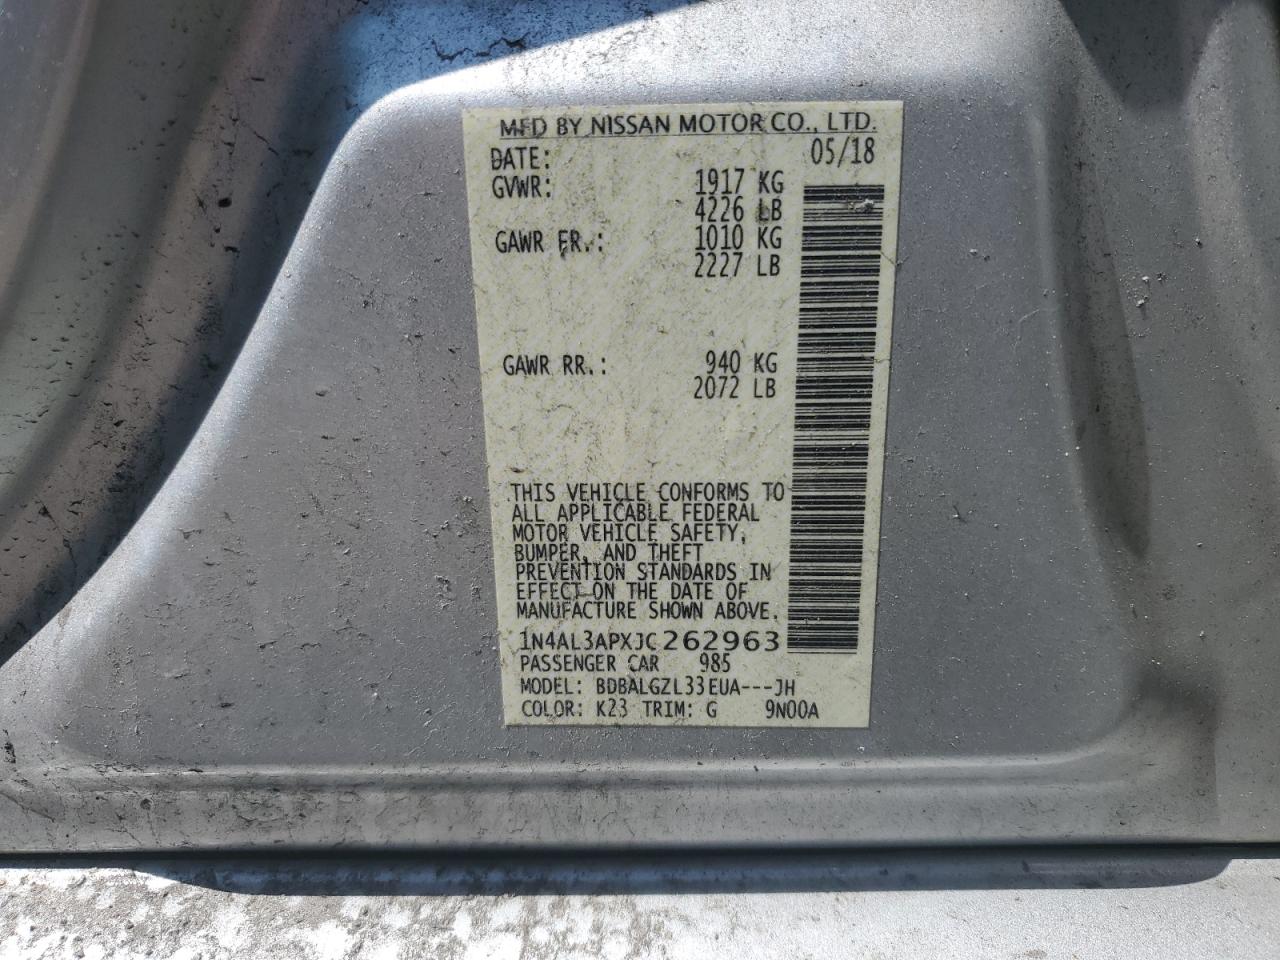 MFD BY NISSAN MOTOR CO., LTD.
DATE: 05/18
GVWR: 1917 KG
4226 LB
GAWR FR.: 1010 KG
2227 LB
GAWR RR.: 940 KG
2072 LB
THIS VEHICLE CONFORMS TO
ALL APPLICABLE FEDERAL
MOTOR VEHICLE SAFETY,
BUMPER, AND THEFT
PREVENTION STANDARDS IN
EFFECT ON THE DATE OF
MANUFACTURE SHOWN ABOVE.
1N4AL3APXJC262963
PASSENGER CAR 985
MODEL: BDBALGZL33EUA---JH
COLOR: K23 TRIM: G 9N00A